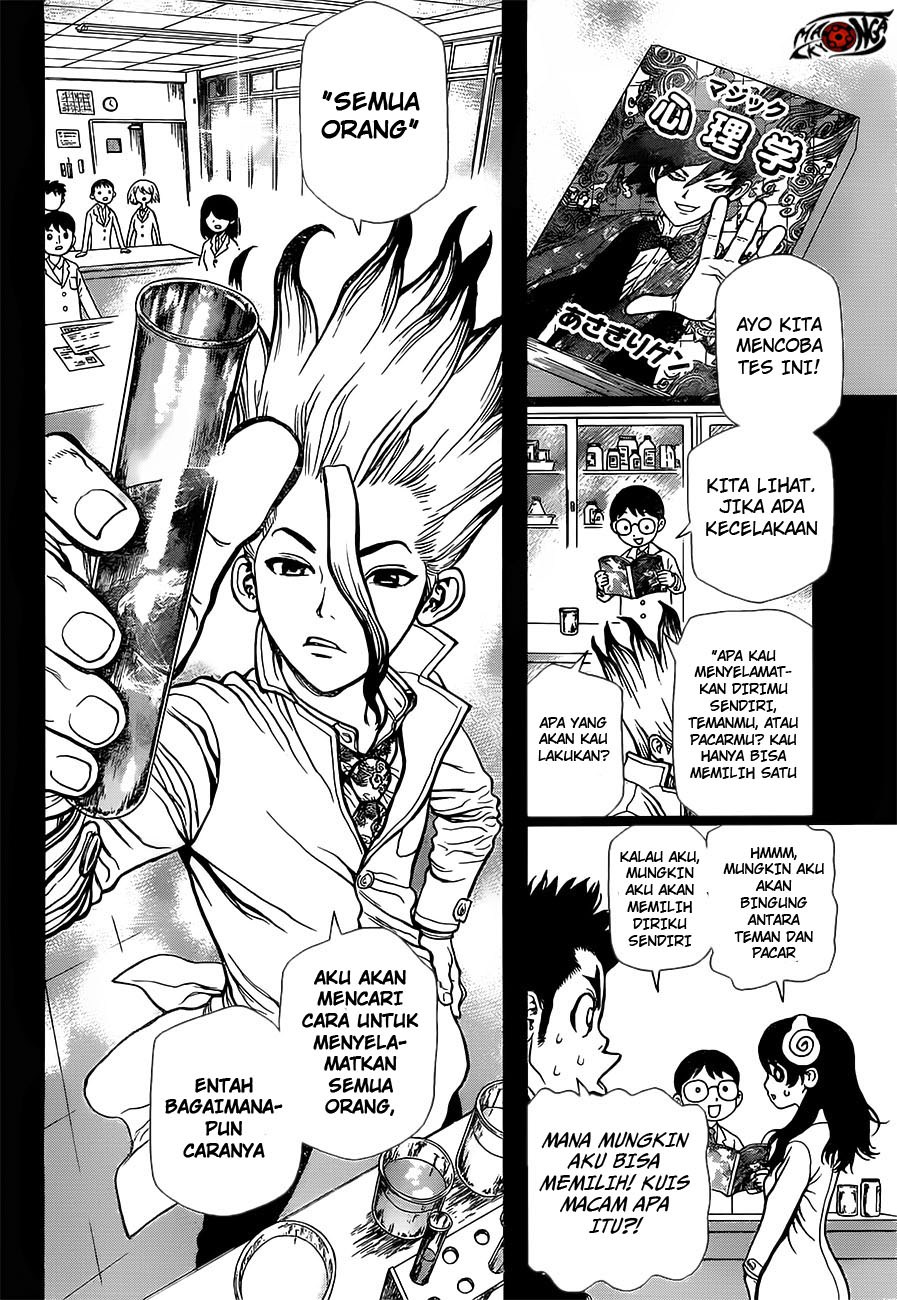 MANGAKU
マジック
心理学
あさぎりゲン
AYO KITA
MENCOBA
TES INI!
KITA LIHAT.
JIKA ADA
KECELAKAAN
"APA KAU
MENYELAMAT-
KAN DIRIMU
SENDIRI,
TEMANMU, ATAU
PACARMU? KAU
HANYA BISA
MEMILIH SATU
APA YANG
AKAN KAU
LAKUKAN?
HMMM,
MUNGKIN AKU
AKAN
BINGUNG
ANTARA
TEMAN DAN
PACAR
KALAU AKU,
MUNGKIN
AKU AKAN
MEMILIH
DIRIKU
SENDIRI
MANA MUNGKIN
AKU BISA
MEMILIH! KUIS
MACAM APA
ITU?!
"SEMUA
ORANG"
AKU AKAN
MENCARI
CARA UNTUK
MENYELA-
MATKAN
SEMUA
ORANG,
ENTAH
BAGAIMANA-
PUN
CARANYA